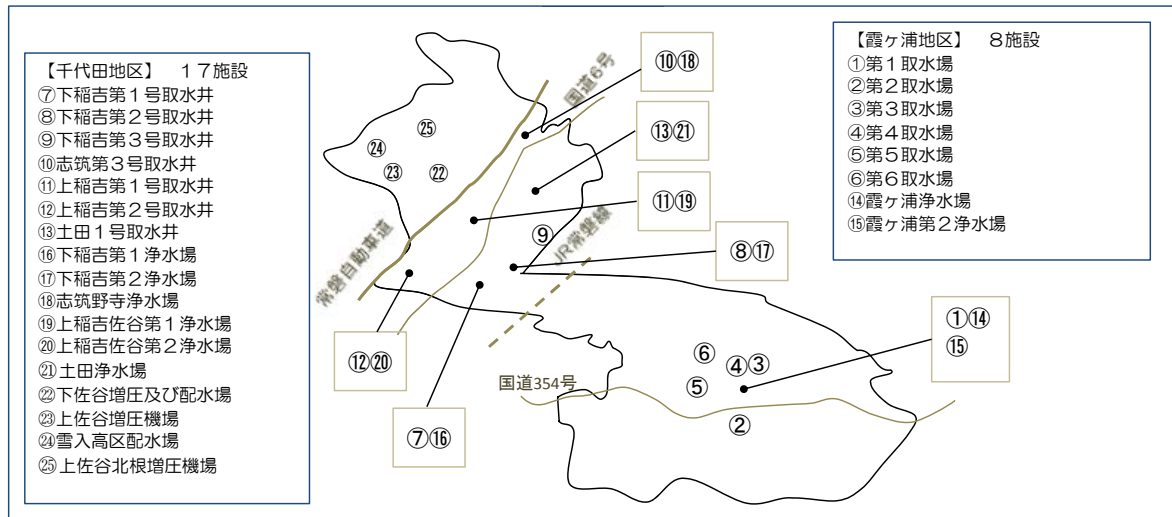 【千代田地区】　１７施設
⑦下稲吉第１号取水井
⑧下稲吉第２号取水井
⑨下稲吉第３号取水井
⑩志筑第３号取水井
⑪上稲吉第１号取水井
⑫上稲吉第２号取水井
⑬土田１号取水井
⑯下稲吉第１浄水場
⑰下稲吉第２浄水場
⑱志筑野寺浄水場
⑲上稲吉佐谷第１浄水場
⑳上稲吉佐谷第２浄水場
㉑土田浄水場
㉒下佐谷増圧及び配水場
㉓上佐谷増圧機場
㉔雪入高区配水場
㉕上佐谷北根増圧機場
【霞ヶ浦地区】　８施設
①第１取水場
②第２取水場
③第３取水場
④第４取水場
⑤第５取水場
⑥第６取水場
⑭霞ヶ浦浄水場
⑮霞ヶ浦第２浄水場
国道6号
⑩⑱
⑬㉑
㉕
㉔
㉓
㉒
⑪⑲
⑨
JR常磐線
⑧⑰
常磐自動車道
⑫⑳
⑦⑯
①⑭
⑮
⑥
④③
⑤
国道354号
②